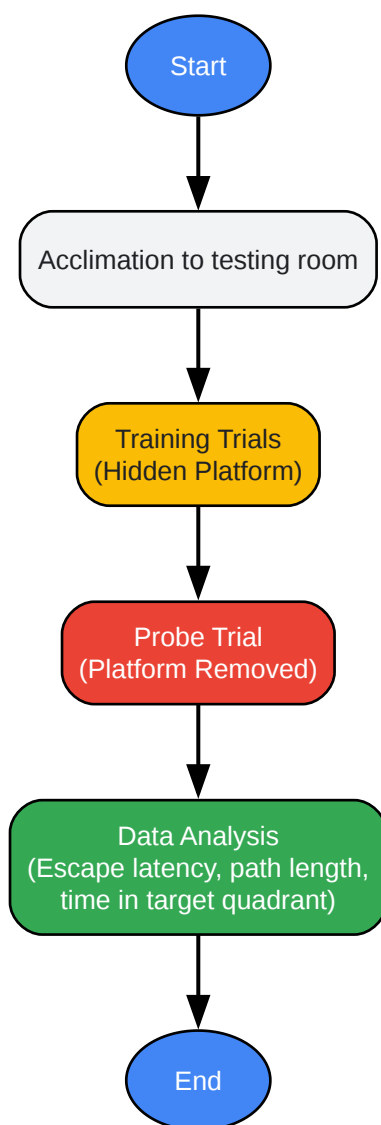 Start
Acclimation to testing room
Training Trials
(Hidden Platform)
Probe Trial
(Platform Removed)
Data Analysis
(Escape latency, path length,
time in target quadrant)
End